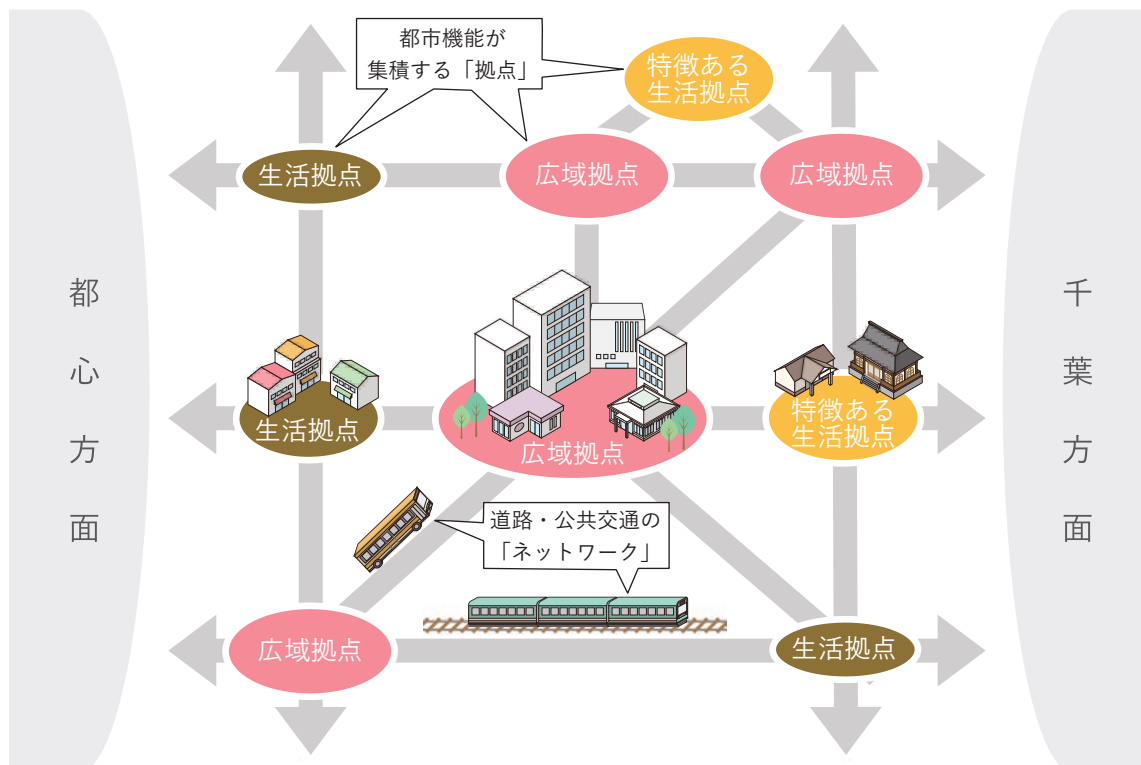 都市機能が
集積する「拠点」
特徴ある
生活拠点
生活拠点
広域拠点
広域拠点
都心方面
千葉方面
生活拠点
広域拠点
特徴ある
生活拠点
道路・公共交通の
「ネットワーク」
広域拠点
生活拠点